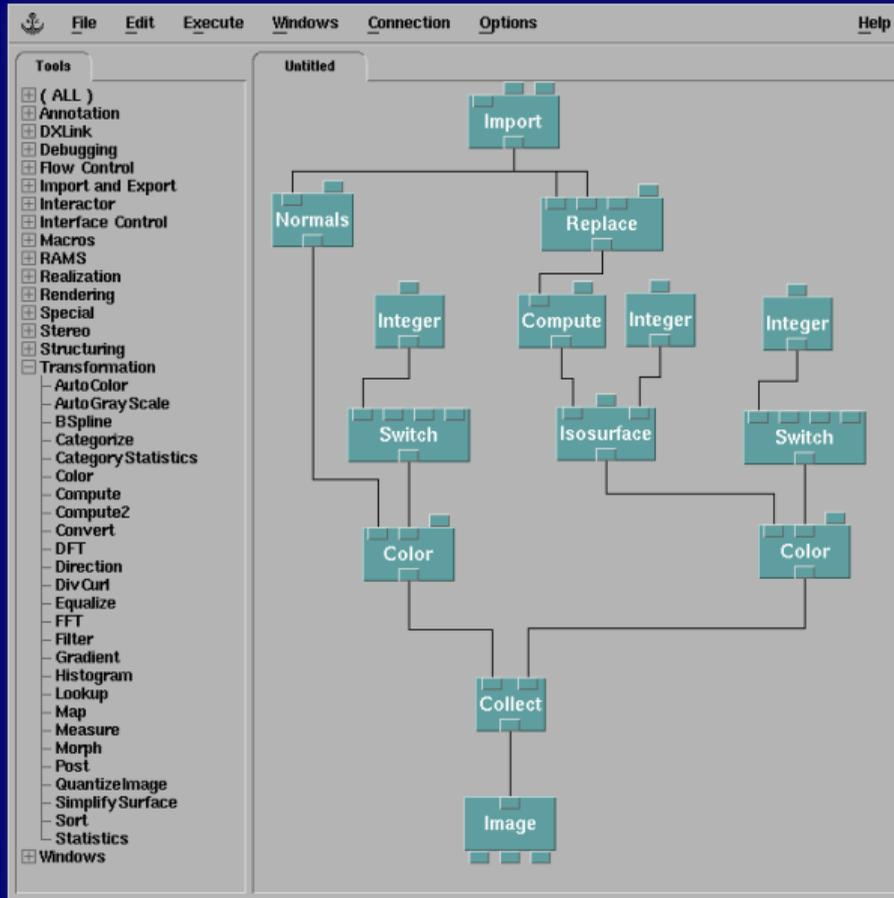 File Edit Execute Windows Connection Options Help
Tools
( ALL )
Annotation
DXLink
Debugging
Flow Control
Import and Export
Interactor
Interface Control
Macros
RAMS
Realization
Rendering
Special
Stereo
Structuring
Transformation
AutoColor
AutoGrayScale
BSpline
Categorize
CategoryStatistics
Color
Compute
Compute2
Convert
DFT
Direction
DivCurl
Equalize
FFT
Filter
Gradient
Histogram
Lookup
Map
Measure
Morph
Post
QuantizeImage
SimplifySurface
Sort
Statistics
Windows
Untitled
Import
Normals Replace
Integer Compute Integer Integer
Switch Isosurface Switch
Color Color
Collect
Image